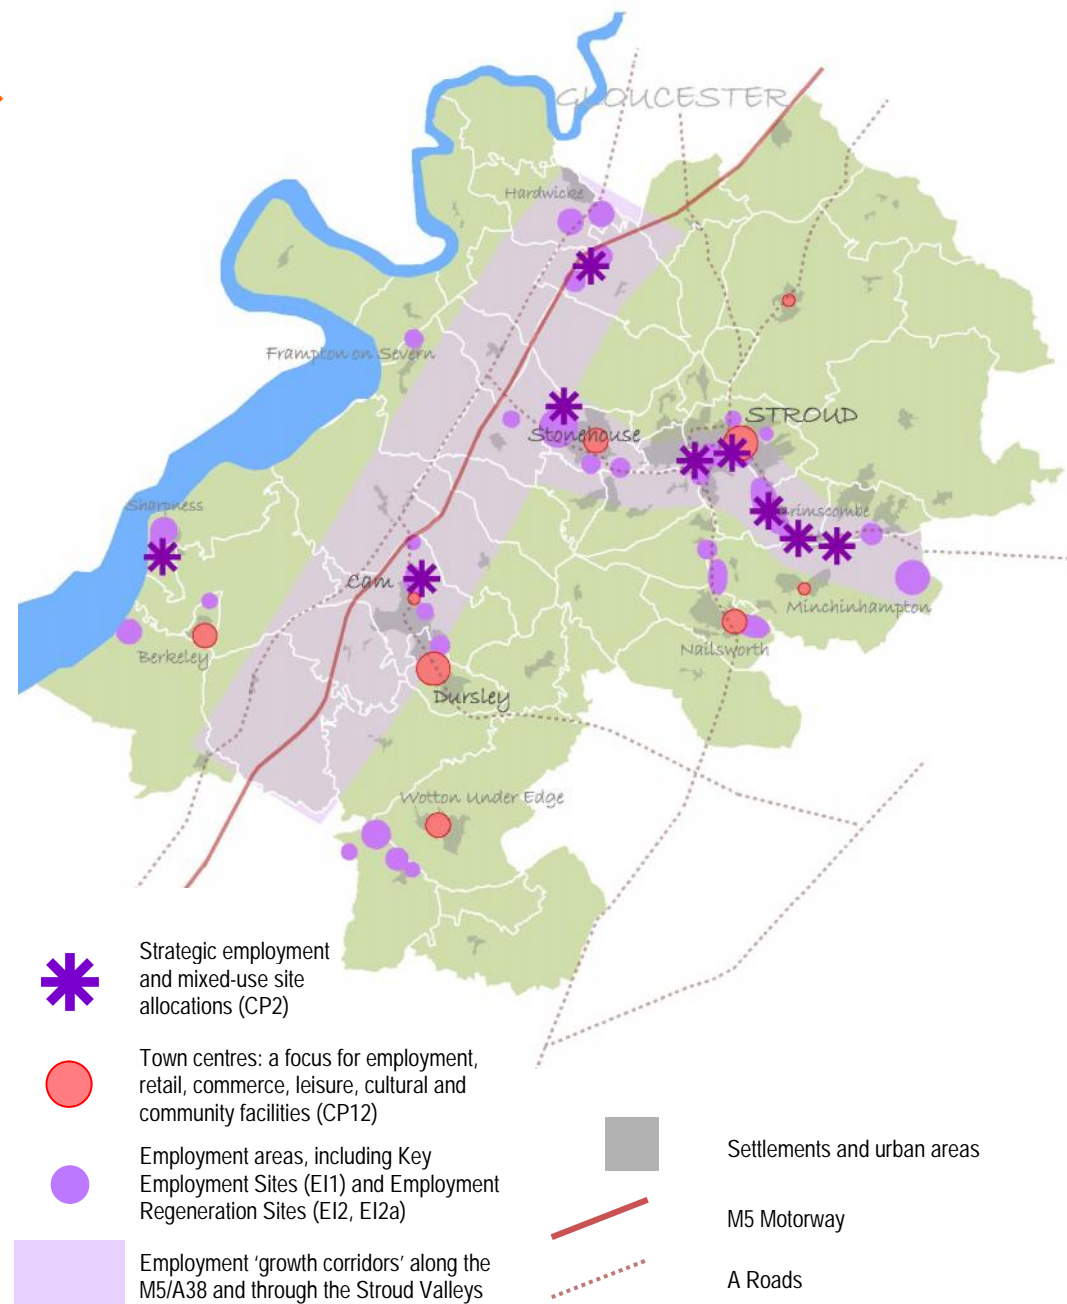 GLOUCESTER
Hardwicke
Frampton on Severn
STROUD
Stonehouse
Sharpness
rimscombe
Cam
Minchinhampton
Berkeley
Nailsworth
Dursley
Wotton Under Edge
Strategic employment
and mixed-use site
allocations (CP2)
Town centres: a focus for employment,
retail, commerce, leisure, cultural and
community facilities (CP12)
Employment areas, including Key
Employment Sites (EI1) and Employment
Regeneration Sites (EI2, EI2a)
Employment ‘growth corridors’ along the
M5/A38 and through the Stroud Valleys
Settlements and urban areas
M5 Motorway
A Roads